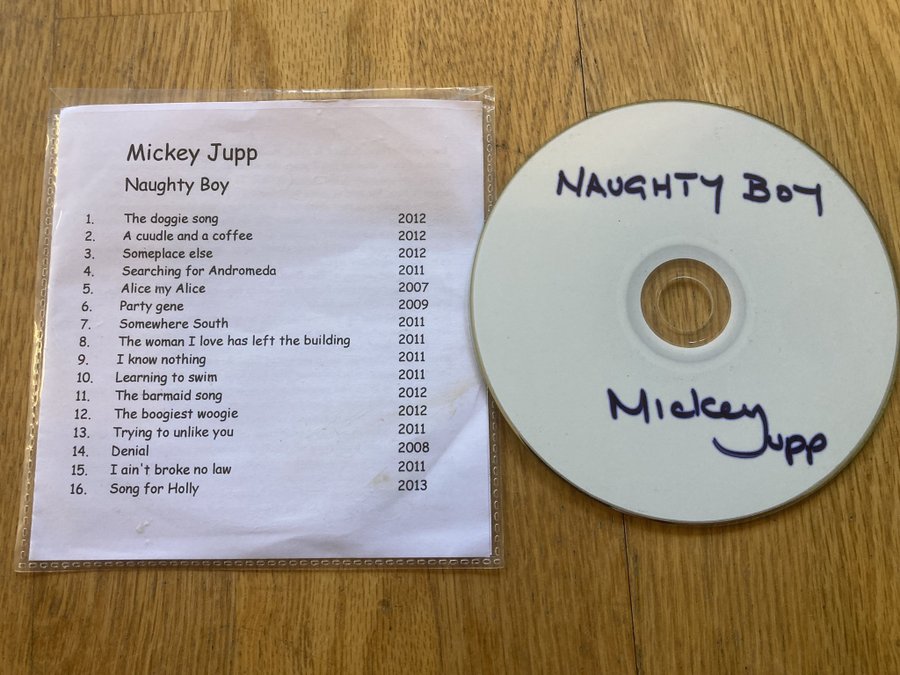 Mickey Jupp
Naughty Boy
1. The doggie song 2012
2. A cuudle and a coffee 2012
3. Someplace else 2012
4. Searching for Andromeda 2011
5. Alice my Alice 2007
6. Party gene 2009
7. Somewhere South 2011
8. The woman I love has left the building 2011
9. I know nothing 2011
10. Learning to swim 2011
11. The barmaid song 2012
12. The boogiest woogie 2012
13. Trying to unlike you 2011
14. Denial 2008
15. I ain't broke no law 2011
16. Song for Holly 2013
NAUGHTY BOY
Mickey
Jupp